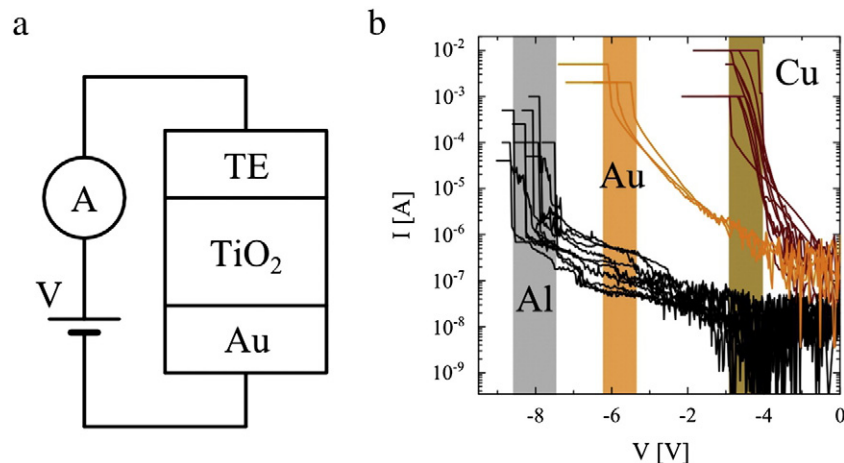 a
b
A
V
TE
TiO₂
Au
I [A]
10⁻²
10⁻³
10⁻⁴
10⁻⁵
10⁻⁶
10⁻⁷
10⁻⁸
10⁻⁹
Cu
Au
Al
-8
-6
-2
-4
0
V [V]